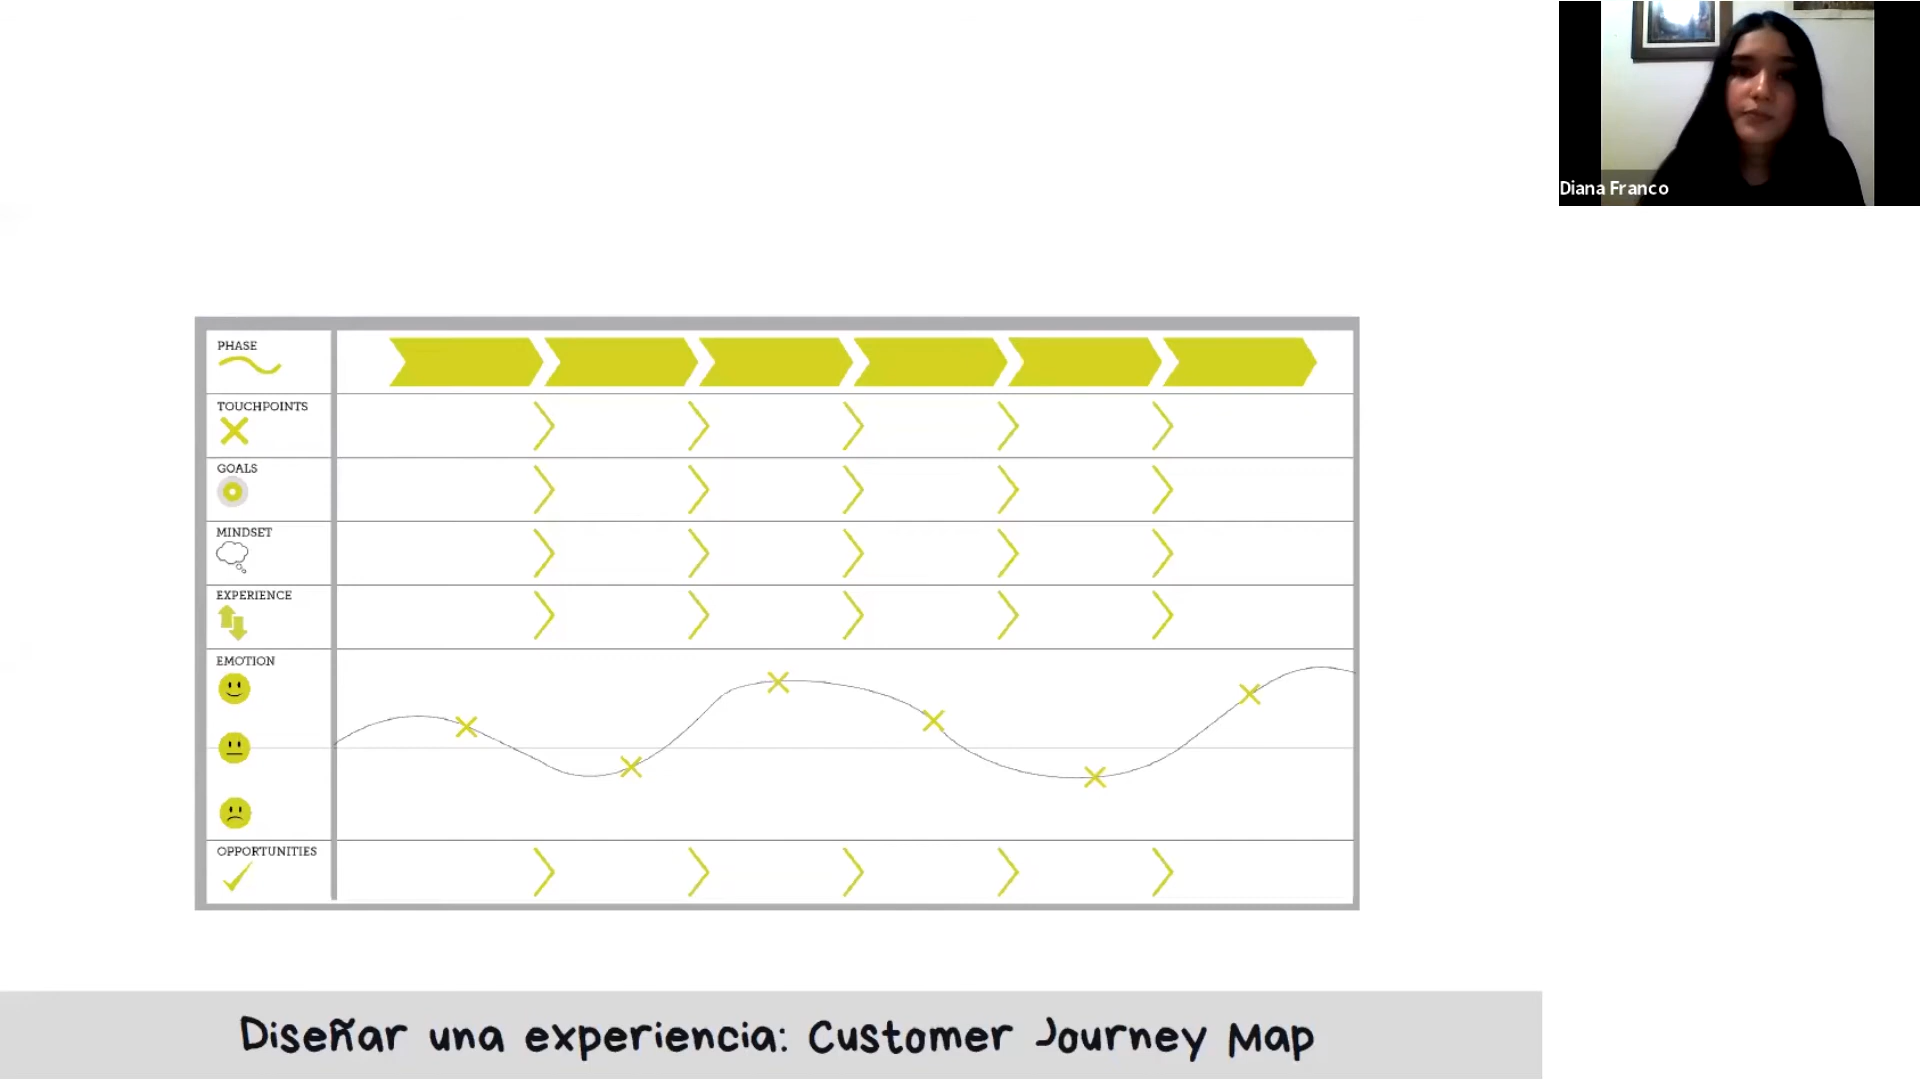 Diana Franco
PHASE
TOUCHPOINTS
GOALS
MINDSET
EXPERIENCE
EMOTION
OPPORTUNITIES
Diseñar una experiencia: Customer Journey Map